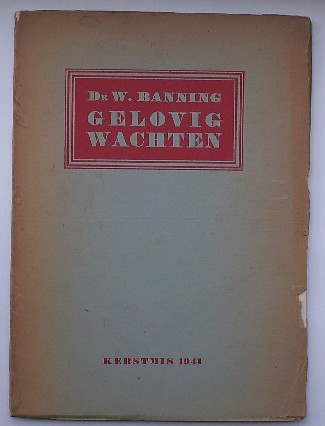 DR W. BANNING
GELOVIG
WACHTEN
KERSTMIS 1941